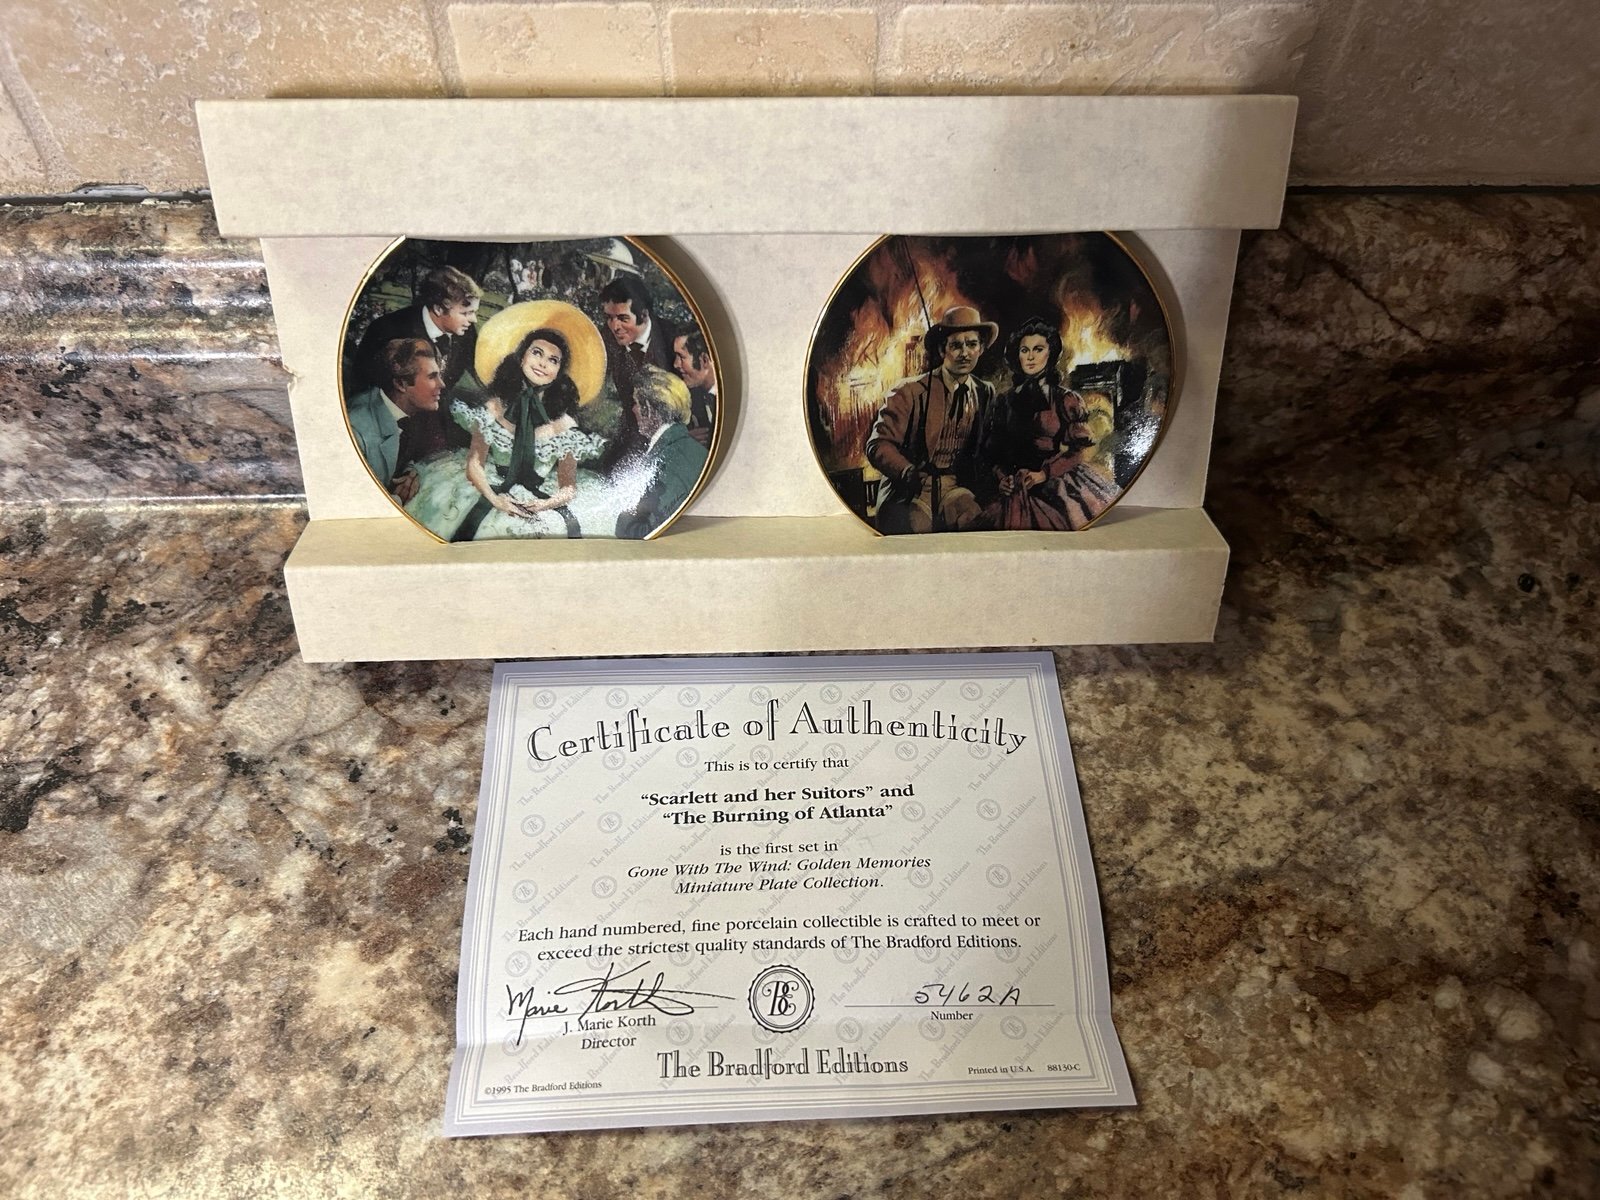 Certificate of Authenticity
This is to certify that
“Scarlett and her Suitors” and
“The Burning of Atlanta”
is the first set in
Gone With The Wind: Golden Memories
Miniature Plate Collection.
Each hand numbered, fine porcelain collectible is crafted to meet or
exceed the strictest quality standards of The Bradford Editions.
Marie Korth
5462A
J. Marie Korth
Number
Director
The Bradford Editions
©1995 The Bradford Editions
Printed in U.S.A. 88130-C